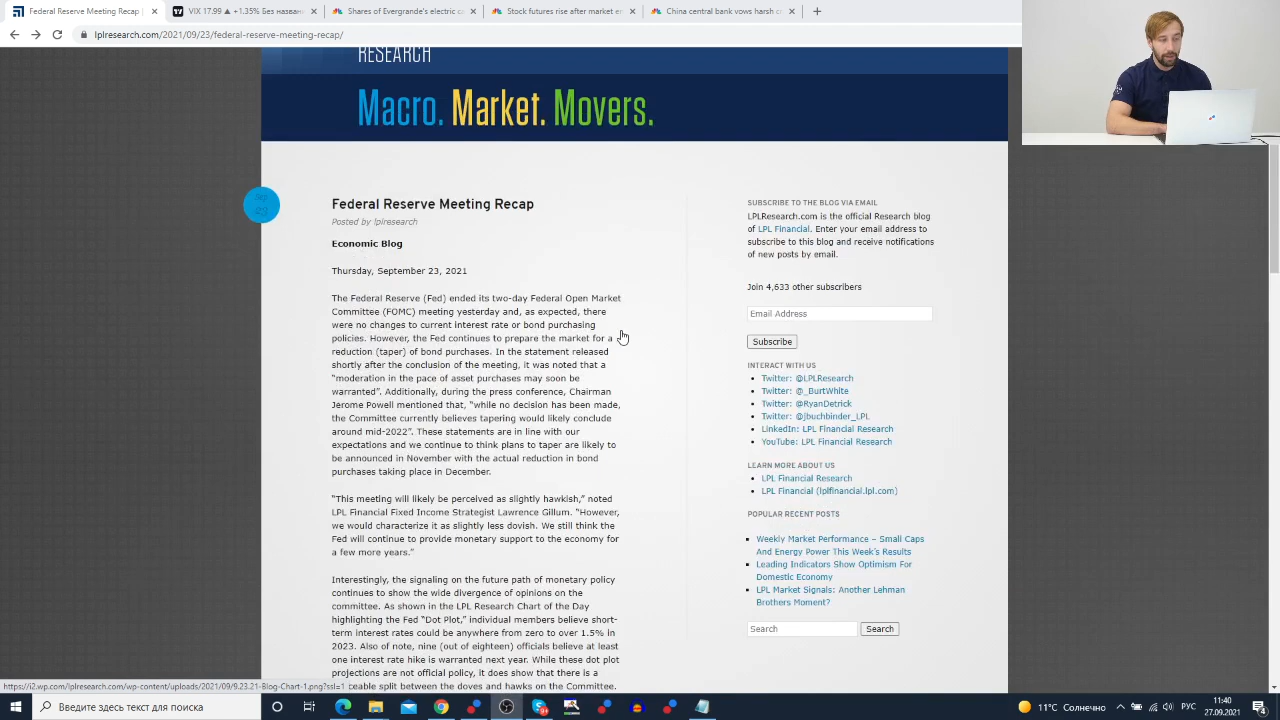 Federal Reserve Meeting Recap |
VIX 17.99 ▲ +1.35% Без названи
Shares of Evergrande's electric c
Stock futures rise after market e
China central bank vows harsh c
lplresearch.com/2021/09/23/federal-reserve-meeting-recap/
RESEARCH
Macro. Market. Movers.
Federal Reserve Meeting Recap
Posted by lplresearch
Economic Blog
Thursday, September 23, 2021
The Federal Reserve (Fed) ended its two-day Federal Open Market
Committee (FOMC) meeting yesterday and, as expected, there
were no changes to current interest rate or bond purchasing
policies. However, the Fed continues to prepare the market for a
reduction (taper) of bond purchases. In the statement released
shortly after the conclusion of the meeting, it was noted that a
“moderation in the pace of asset purchases may soon be
warranted”. Additionally, during the press conference, Chairman
Jerome Powell mentioned that, “while no decision has been made,
the Committee currently believes tapering would likely conclude
around mid-2022”. These statements are in line with our
expectations and we continue to think plans to taper are likely to
be announced in November with the actual reduction in bond
purchases taking place in December.
“This meeting will likely be perceived as slightly hawkish,” noted
LPL Financial Fixed Income Strategist Lawrence Gillum. “However,
we would characterize it as slightly less dovish. We still think the
Fed will continue to provide monetary support to the economy for
a few more years.”
Interestingly, the signaling on the future path of monetary policy
continues to show the wide divergence of opinions on the
committee. As shown in the LPL Research Chart of the Day
highlighting the Fed “Dot Plot,” individual members believe short-
term interest rates could be anywhere from zero to over 1.5% in
2023. Also of note, nine (out of eighteen) officials believe at least
one interest rate hike is warranted next year. While these dot plot
projections are not official policy, it does show that there is a
ceable split between the doves and hawks on the Committee.
SUBSCRIBE TO THE BLOG VIA EMAIL
LPLResearch.com is the official Research blog
of LPL Financial. Enter your email address to
subscribe to this blog and receive notifications
of new posts by email.
Join 4,633 other subscribers
Email Address
Subscribe
INTERACT WITH US
Twitter: @LPLResearch
Twitter: @_BurtWhite
Twitter: @RyanDetrick
Twitter: @jbuchbinder_LPL
LinkedIn: LPL Financial Research
YouTube: LPL Financial Research
LEARN MORE ABOUT US
LPL Financial Research
LPL Financial (lplfinancial.lpl.com)
POPULAR RECENT POSTS
Weekly Market Performance – Small Caps
And Energy Power This Week’s Results
Leading Indicators Show Optimism For
Domestic Economy
LPL Market Signals: Another Lehman
Brothers Moment?
Search
Search
https://i2.wp.com/lplresearch.com/wp-content/uploads/2021/09/9.23.21-Blog-Chart-1.png?ssl=1
Введите здесь текст для поиска
11°C Солнечно
РУС
11:40
27.09.2021